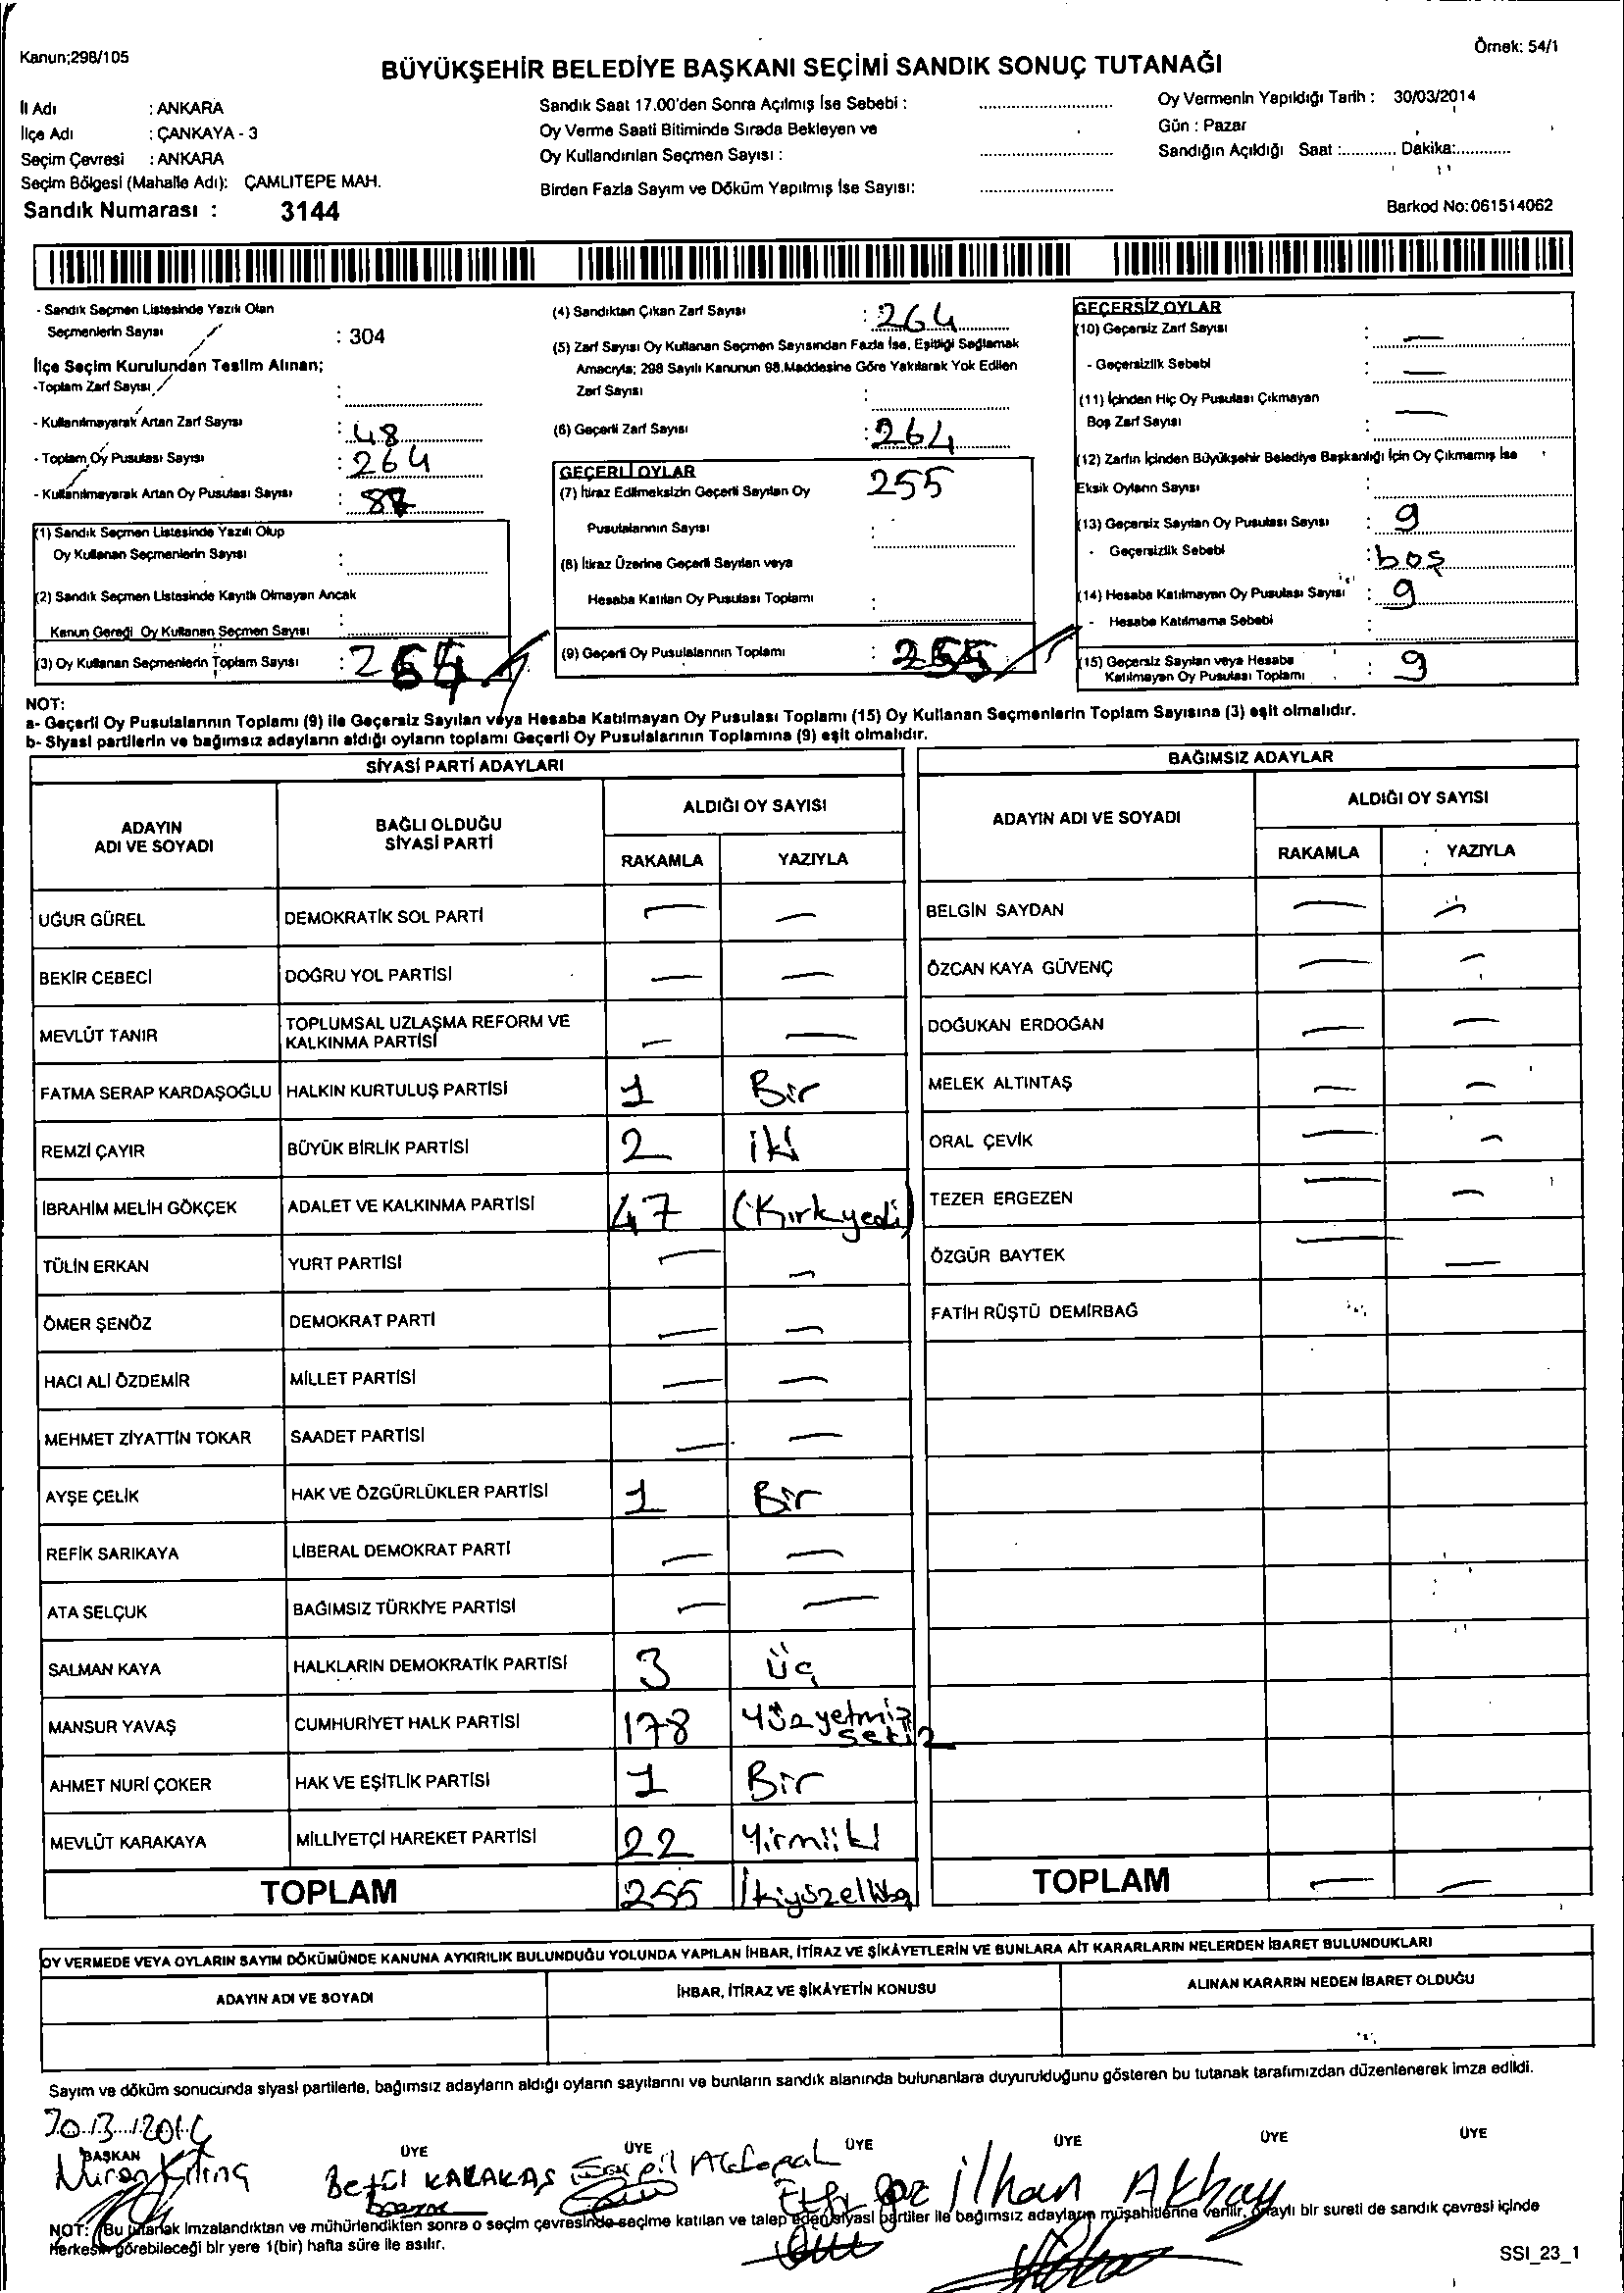 Kanun;298/105
Örnek: 54/1
BÜYÜKŞEHİR BELEDİYE BAŞKANI SEÇİMİ SANDIK SONUÇ TUTANAĞI
İl Adı : ANKARA
İlçe Adı : ÇANKAYA - 3
Seçim Çevresi : ANKARA
Seçim Bölgesi (Mahalle Adı): ÇAMLITEPE MAH.
Sandık Numarası : 3144
Sandık Saat 17.00'den Sonra Açılmış İse Sebebi : ............................
Oy Verme Saati Bitiminde Sırada Bekleyen ve
Oy Kullandırılan Seçmen Sayısı : ............................
Birden Fazla Sayım ve Döküm Yapılmış İse Sayısı: ............................
Oy Vermenin Yapıldığı Tarih : 30/03/2014
Gün : Pazar
Sandığın Açıldığı Saat :............ Dakika:............
Barkod No:061514062
- Sandık Seçmen Listesinde Yazılı Olan
Seçmenlerin Sayısı : 304
İlçe Seçim Kurulundan Teslim Alınan;
-Toplam Zarf Sayısı :
- Kullanılmayarak Artan Zarf Sayısı : 48
- Toplam Oy Pusulası Sayısı : 264
- Kullanılmayarak Artan Oy Pusulası Sayısı :
(1) Sandık Seçmen Listesinde Yazılı Olup
Oy Kullanan Seçmenlerin Sayısı :
(2) Sandık Seçmen Listesinde Kayıtlı Olmayan Ancak
Kanun Gereği Oy Kullanan Seçmen Sayısı :
(3) Oy Kullanan Seçmenlerin Toplam Sayısı : 264
(4) Sandıktan Çıkan Zarf Sayısı : 264
(5) Zarf Sayısı Oy Kullanan Seçmen Sayısından Fazla İse, Eşitliği Sağlamak
Amacıyla; 298 Sayılı Kanunun 98.Maddesine Göre Yakılarak Yok Edilen
Zarf Sayısı :
(6) Geçerli Zarf Sayısı : 264
GEÇERLİ OYLAR
(7) İtiraz Edilmeksizin Geçerli Sayılan Oy 255
Pusulalarının Sayısı :
(8) İtiraz Üzerine Geçerli Sayılan veya
Hesaba Katılan Oy Pusulası Toplamı :
(9) Geçerli Oy Pusulalarının Toplamı : 255
GEÇERSİZ OYLAR
(10) Geçersiz Zarf Sayısı : —
- Geçersizlik Sebebi : —
(11) İçinden Hiç Oy Pusulası Çıkmayan
Boş Zarf Sayısı : —
(12) Zarfın İçinden Büyükşehir Belediye Başkanlığı İçin Oy Çıkmamış İse
Eksik Oyların Sayısı :
(13) Geçersiz Sayılan Oy Pusulası Sayısı : 9
- Geçersizlik Sebebi : boş
(14) Hesaba Katılmayan Oy Pusulası Sayısı : 9
- Hesaba Katılmama Sebebi :
(15) Geçersiz Sayılan veya Hesaba
Katılmayan Oy Pusulası Toplamı : 9
NOT:
a- Geçerli Oy Pusulalarının Toplamı (9) ile Geçersiz Sayılan veya Hesaba Katılmayan Oy Pusulası Toplamı (15) Oy Kullanan Seçmenlerin Toplam Sayısına (3) eşit olmalıdır.
b- Siyasi partilerin ve bağımsız adayların aldığı oyların toplamı Geçerli Oy Pusulalarının Toplamına (9) eşit olmalıdır.
SİYASİ PARTİ ADAYLARI
ADAYIN ADI VE SOYADI
BAĞLI OLDUĞU SİYASİ PARTİ
ALDIĞI OY SAYISI
RAKAMLA YAZIYLA
UĞUR GÜREL DEMOKRATİK SOL PARTİ — —
BEKİR CEBECİ DOĞRU YOL PARTİSİ — —
MEVLÜT TANIR TOPLUMSAL UZLAŞMA REFORM VE KALKINMA PARTİSİ — —
FATMA SERAP KARDAŞOĞLU HALKIN KURTULUŞ PARTİSİ 1 Bir
REMZİ ÇAYIR BÜYÜK BİRLİK PARTİSİ 2 iki
İBRAHİM MELİH GÖKÇEK ADALET VE KALKINMA PARTİSİ 47 (Kırkyedi)
TÜLİN ERKAN YURT PARTİSİ — —
ÖMER ŞENÖZ DEMOKRAT PARTİ — —
HACI ALİ ÖZDEMİR MİLLET PARTİSİ — —
MEHMET ZİYATTİN TOKAR SAADET PARTİSİ — —
AYŞE ÇELİK HAK VE ÖZGÜRLÜKLER PARTİSİ 1 Bir
REFİK SARIKAYA LİBERAL DEMOKRAT PARTİ — —
ATA SELÇUK BAĞIMSIZ TÜRKİYE PARTİSİ — —
SALMAN KAYA HALKLARIN DEMOKRATİK PARTİSİ 3 üç
MANSUR YAVAŞ CUMHURİYET HALK PARTİSİ 178 Yüzyetmiş sekiz
AHMET NURİ ÇOKER HAK VE EŞİTLİK PARTİSİ 1 Bir
MEVLÜT KARAKAYA MİLLİYETÇİ HAREKET PARTİSİ 22 Yirmiiki
TOPLAM 255 ikiyüzellibeş
BAĞIMSIZ ADAYLAR
ADAYIN ADI VE SOYADI
ALDIĞI OY SAYISI
RAKAMLA YAZIYLA
BELGİN SAYDAN — —
ÖZCAN KAYA GÜVENÇ — —
DOĞUKAN ERDOĞAN — —
MELEK ALTINTAŞ — —
ORAL ÇEVİK — —
TEZER ERGEZEN — —
ÖZGÜR BAYTEK — —
FATİH RÜŞTÜ DEMİRBAĞ
TOPLAM — —
OY VERMEDE VEYA OYLARIN SAYIM DÖKÜMÜNDE KANUNA AYKIRILIK BULUNDUĞU YOLUNDA YAPILAN İHBAR, İTİRAZ VE ŞİKÂYETLERİN VE BUNLARA AİT KARARLARIN NELERDEN İBARET BULUNDUKLARI
ADAYIN ADI VE SOYADI
İHBAR, İTİRAZ VE ŞİKÂYETİN KONUSU
ALINAN KARARIN NEDEN İBARET OLDUĞU
Sayım ve döküm sonucunda siyasi partilerle, bağımsız adayların aldığı oyların sayılarını ve bunların sandık alanında bulunanlara duyurulduğunu gösteren bu tutanak tarafımızdan düzenlenerek imza edildi.
30/3/2014
BAŞKAN ÜYE ÜYE ÜYE ÜYE ÜYE ÜYE
KARAKAŞ
İlhan Akbay
NOT: Bu tutanak imzalandıktan ve mühürlendikten sonra o seçim çevresinde seçime katılan ve talep eden siyasi partiler ile bağımsız adayların müşahitlerine verilir. Onaylı bir sureti de sandık çevresi içinde
Herkesin görebileceği bir yere 1(bir) hafta süre ile asılır.
SSI_23_1